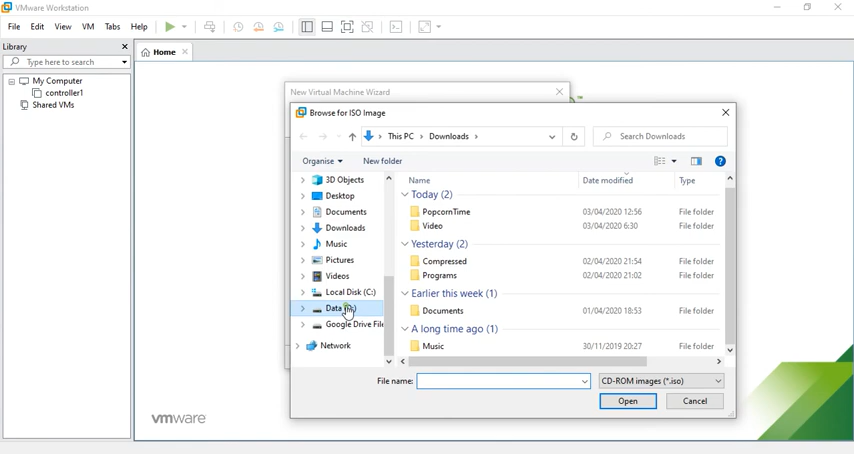 VMware Workstation
File Edit View VM Tabs Help
Library
Type here to search
My Computer
controller1
Shared VMs
Home
New Virtual Machine Wizard
Browse for ISO Image
This PC Downloads
Search Downloads
Organise New folder
3D Objects
Desktop
Documents
Downloads
Music
Pictures
Videos
Local Disk (C:)
Data
Google Drive File
Network
Name Date modified Type
Today (2)
PopcornTime 03/04/2020 12:56 File folder
Video 03/04/2020 6:30 File folder
Yesterday (2)
Compressed 02/04/2020 21:54 File folder
Programs 02/04/2020 21:02 File folder
Earlier this week (1)
Documents 01/04/2020 18:53 File folder
A long time ago (1)
Music 30/11/2019 20:27 File folder
File name: CD-ROM images (*.iso)
Open Cancel
vmware